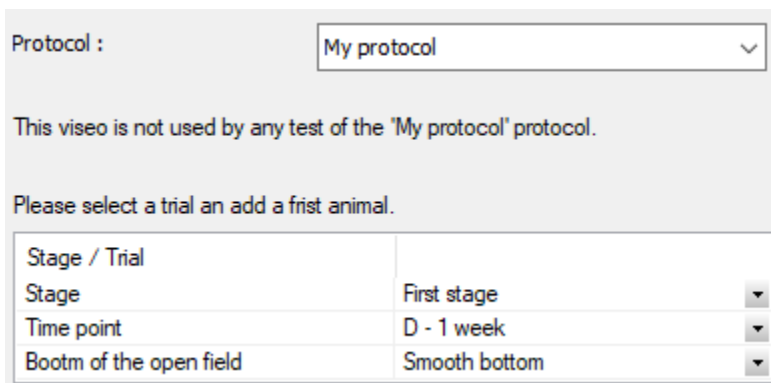 Protocol : My protocol
This viseo is not used by any test of the 'My protocol' protocol.
Please select a trial an add a frist animal.
Stage / Trial
Stage First stage
Time point D - 1 week
Bootm of the open field Smooth bottom